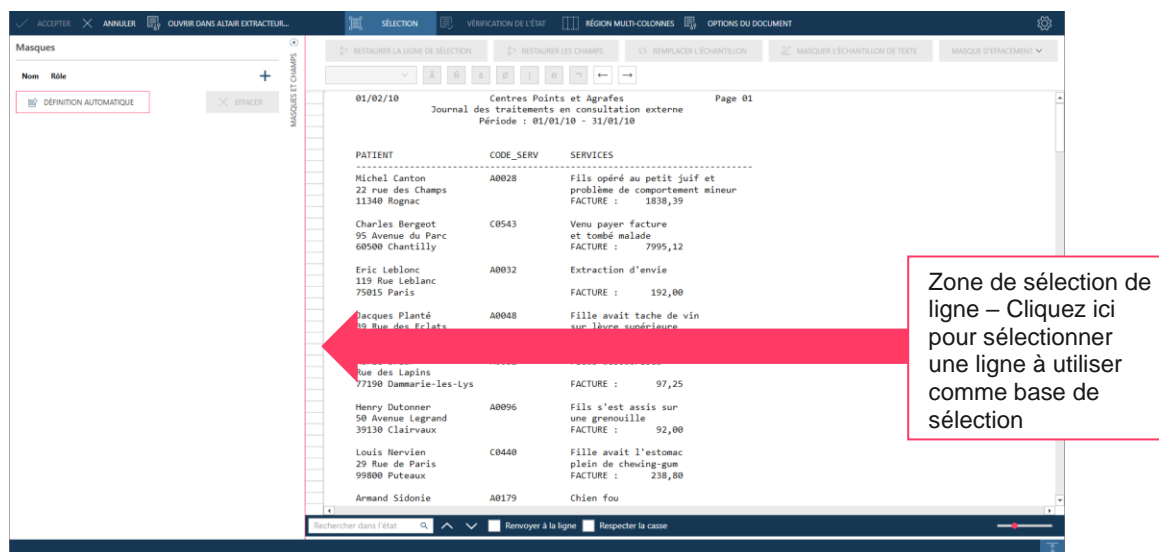 ACCEPTER ANNULER OUVRIR DANS ALTAIR EXTRACTEUR... SÉLECTION VÉRIFICATION DE L'ÉTAT RÉGION MULTI-COLONNES OPTIONS DU DOCUMENT
Masques
Nom Rôle
DÉFINITION AUTOMATIQUE EFFACER
MASQUES ET CHAMPS
RESTAURER LA LIGNE DE SÉLECTION RESTAURER LES CHAMPS REMPLACER L'ÉCHANTILLON MASQUER L'ÉCHANTILLON DE TEXTE MASQUE D'EFFACEMENT
01/02/10 Centres Points et Agrafes Page 01
Journal des traitements en consultation externe
Période : 01/01/10 - 31/01/10
PATIENT CODE_SERV SERVICES
Michel Canton A0028 Fils opéré au petit juif et
22 rue des Champs problème de comportement mineur
11340 Rognac FACTURE : 1838,39
Charles Bergeot C0543 Venu payer facture
95 Avenue du Parc et tombé malade
60500 Chantilly FACTURE : 7995,12
Eric Leblonc A0032 Extraction d'envie
119 Rue Leblanc
75015 Paris FACTURE : 192,00
Jacques Planté A0048 Fille avait tache de vin
39 Rue des Eclats sur lèvre supérieure
Rue des Lapins
77190 Dammarie-les-Lys FACTURE : 97,25
Henry Dutonner A0096 Fils s'est assis sur
50 Avenue Legrand une grenouille
39130 Clairvaux FACTURE : 92,00
Louis Nervien C0440 Fille avait l'estomac
29 Rue de Paris plein de chewing-gum
99800 Puteaux FACTURE : 238,80
Armand Sidonie A0179 Chien fou
Rechercher dans l'état Renvoyer à la ligne Respecter la casse
Zone de sélection de
ligne – Cliquez ici
pour sélectionner
une ligne à utiliser
comme base de
sélection